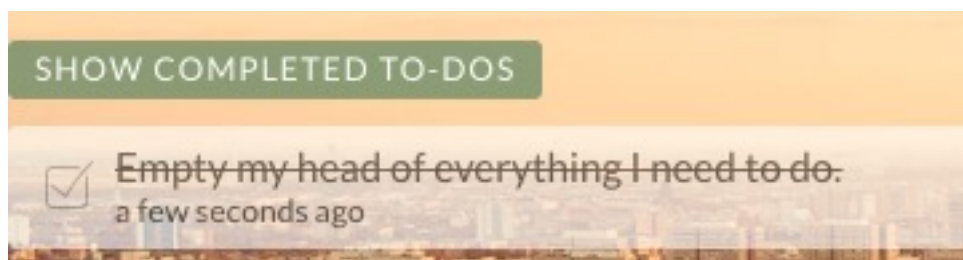 SHOW COMPLETED TO-DOS
Empty my head of everything I need to do.
a few seconds ago